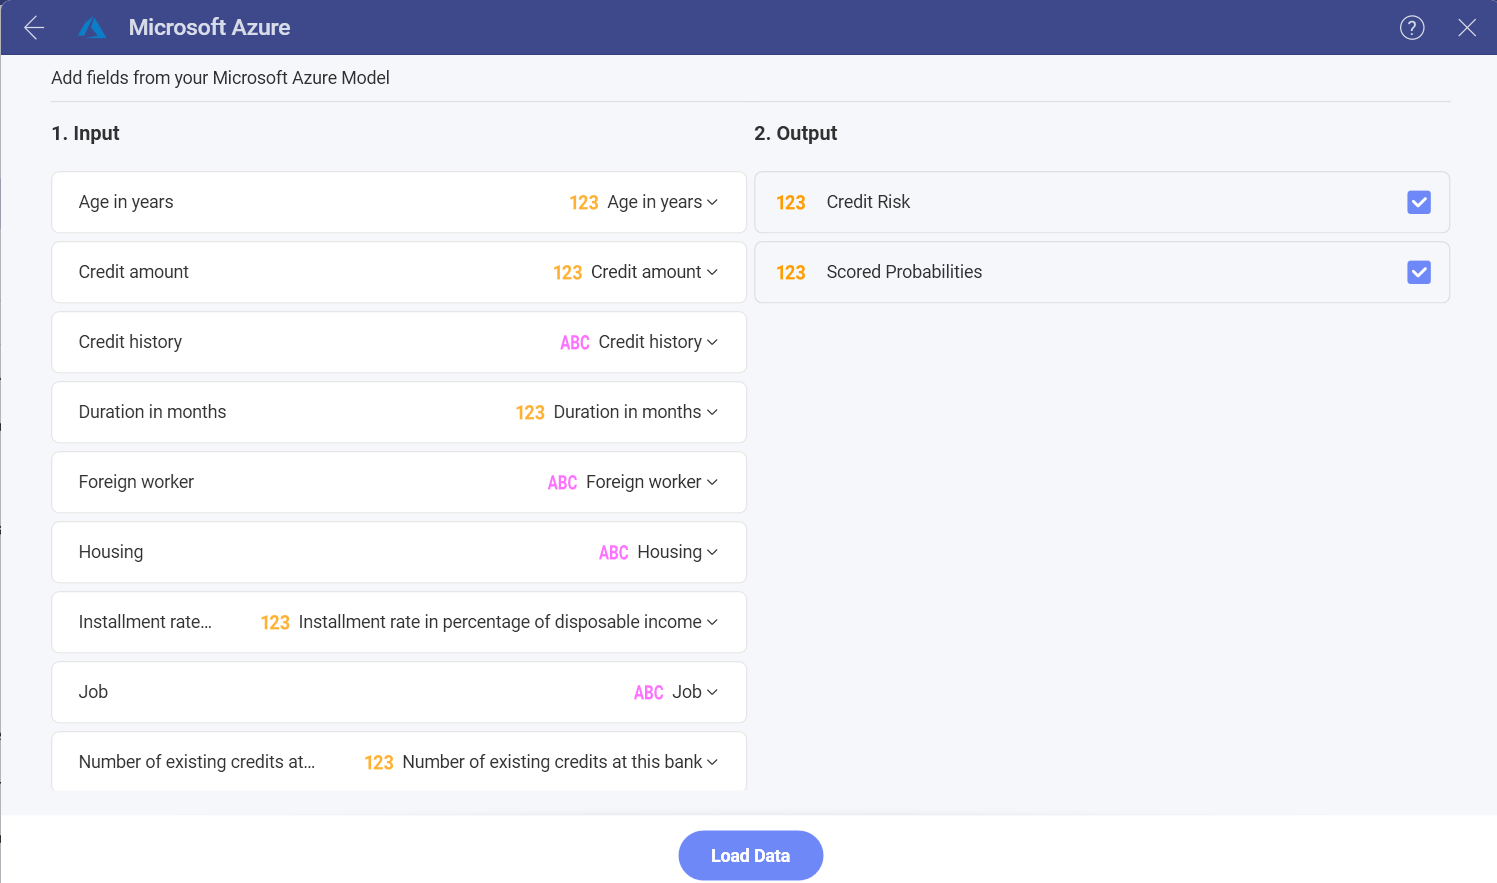 Microsoft Azure
?
Add fields from your Microsoft Azure Model
1. Input
2. Output
Age in years 123 Age in years
123 Credit Risk
Credit amount 123 Credit amount
123 Scored Probabilities
Credit history ABC Credit history
Duration in months 123 Duration in months
Foreign worker ABC Foreign worker
Housing ABC Housing
Installment rate... 123 Installment rate in percentage of disposable income
Job ABC Job
Number of existing credits at... 123 Number of existing credits at this bank
Load Data